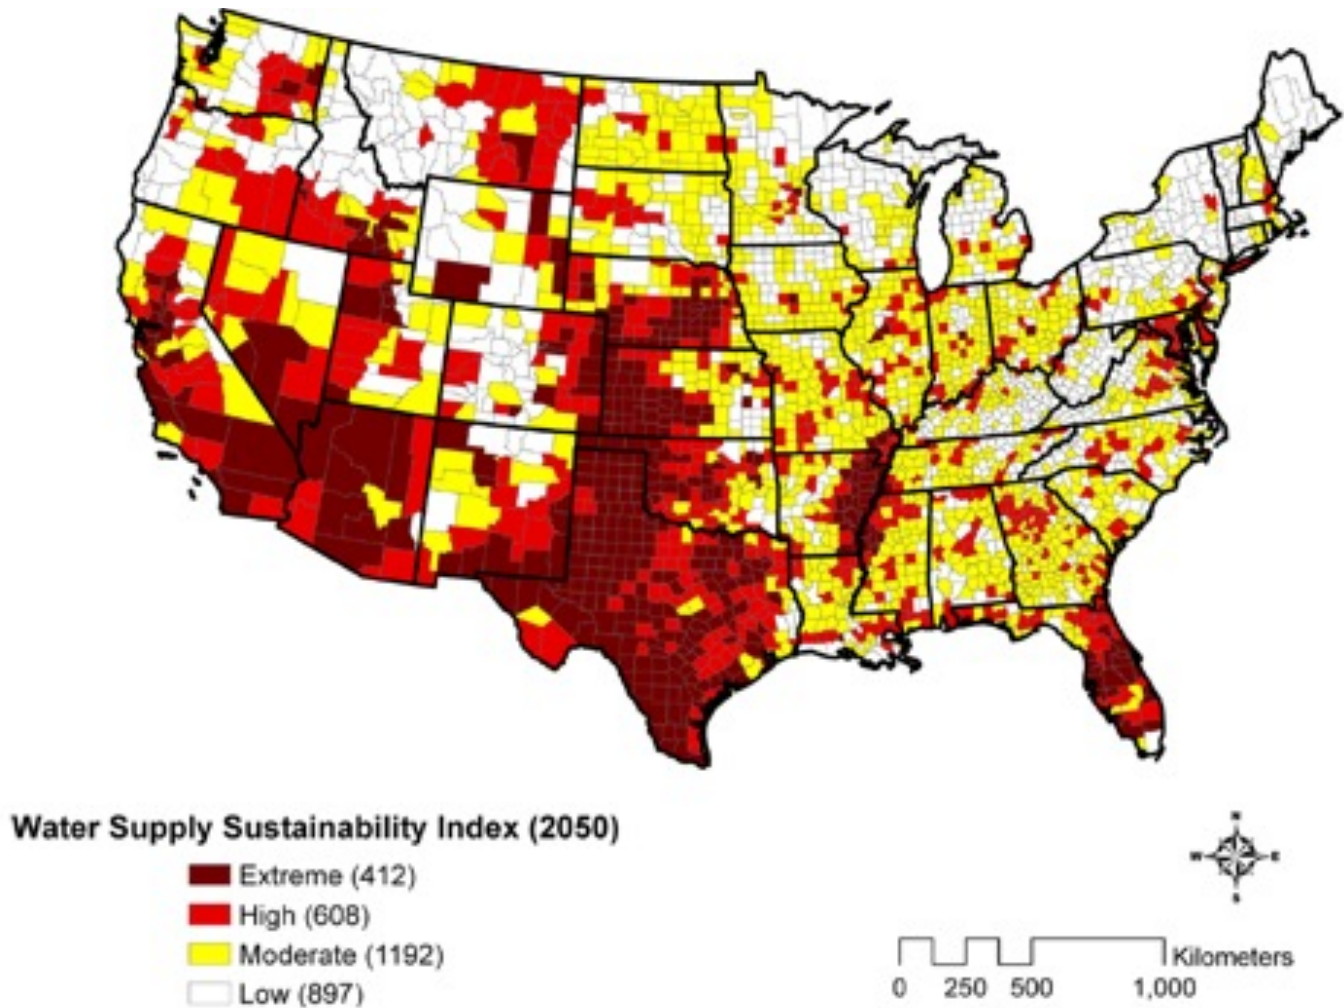 Water Supply Sustainability Index (2050)
Extreme (412)
High (608)
Moderate (1192)
Low (897)
N
W E
S
Kilometers
0 250 500 1,000